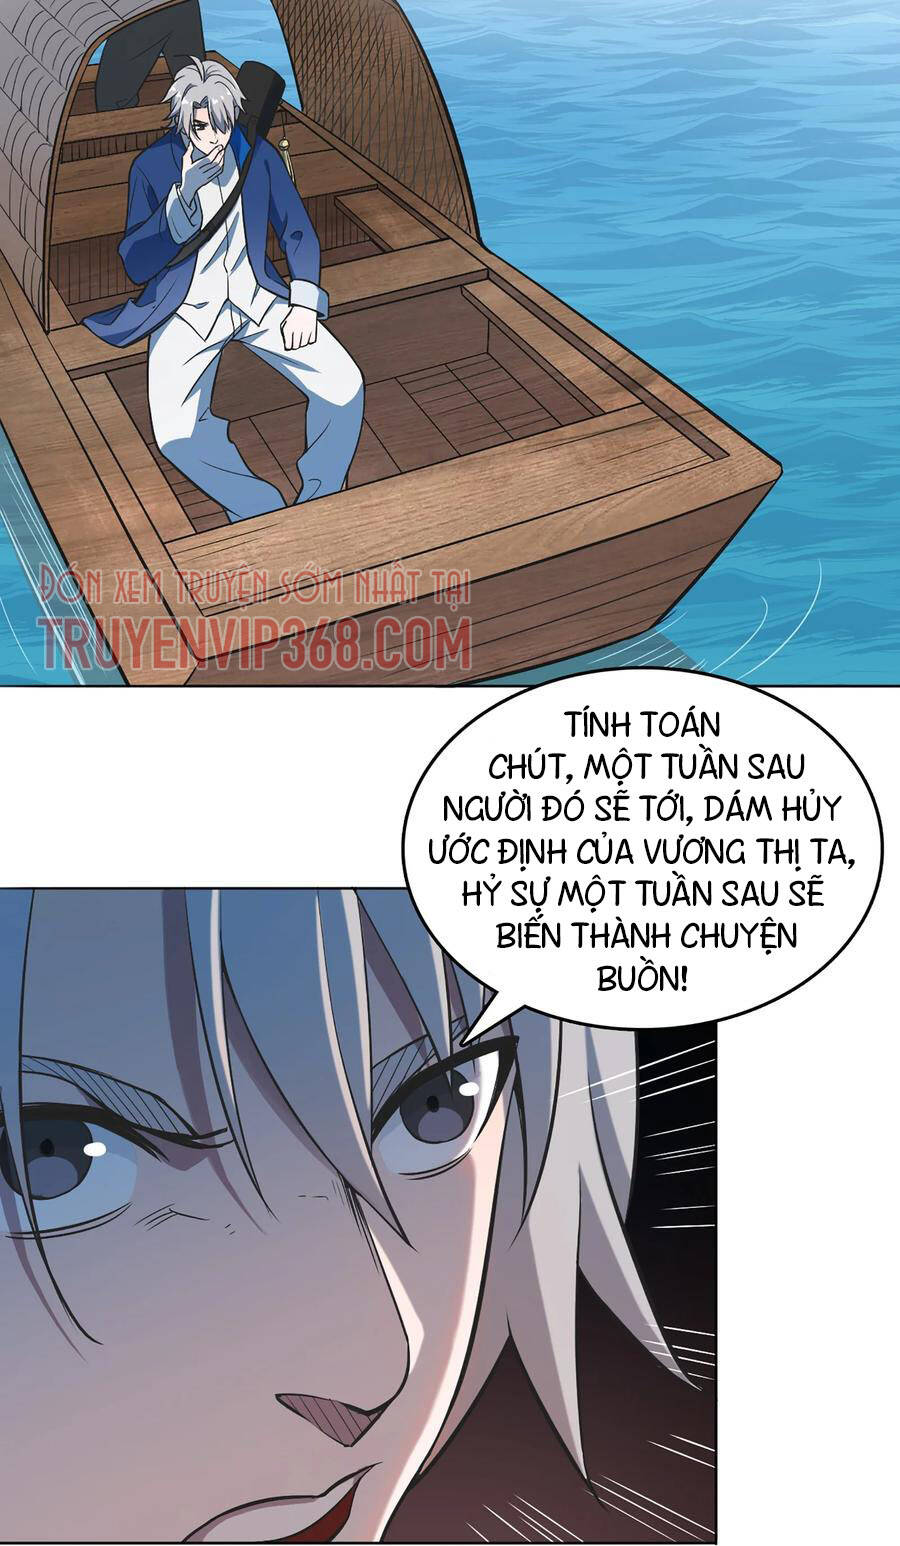 ĐÓN XEM TRUYỆN SỚM NHẤT TẠI
TRUYENVIP368.COM
TÍNH TOÁN
CHÚT, MỘT TUẦN SAU
NGƯỜI ĐÓ SẼ TỚI, DÁM HỦY
ƯỚC ĐỊNH CỦA VƯƠNG THỊ TA,
HỶ SỰ MỘT TUẦN SAU SẼ
BIẾN THÀNH CHUYỆN
BUỒN!